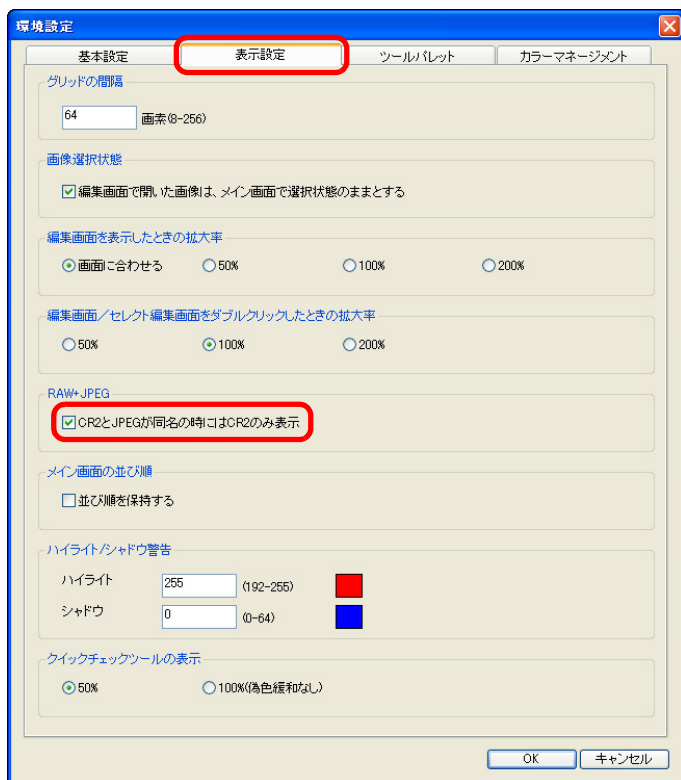 環境設定
基本設定 表示設定 ツールパレット カラーマネージメント
グリッドの間隔
64 画素(8-256)
画像選択状態
編集画面で開いた画像は、メイン画面で選択状態のままとする
編集画面を表示したときの拡大率
画面に合わせる 50% 100% 200%
編集画面／セレクト編集画面をダブルクリックしたときの拡大率
50% 100% 200%
RAW+JPEG
CR2とJPEGが同名の時にはCR2のみ表示
メイン画面の並び順
並び順を保持する
ハイライト/シャドウ警告
ハイライト 255 (192-255)
シャドウ 0 (0-64)
クイックチェックツールの表示
50% 100%(偽色緩和なし)
OK キャンセル